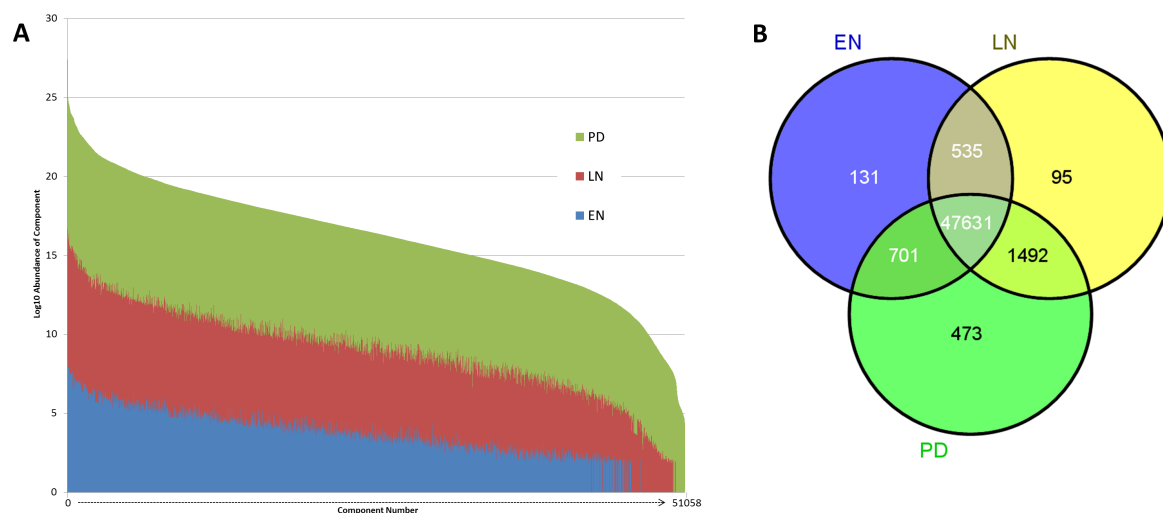 A
30
25
20
15
10
5
0
Log10 Abundance of Component
PD
LN
EN
0
51058
Component Number
B
EN
LN
535
131
95
47631
701
1492
473
PD